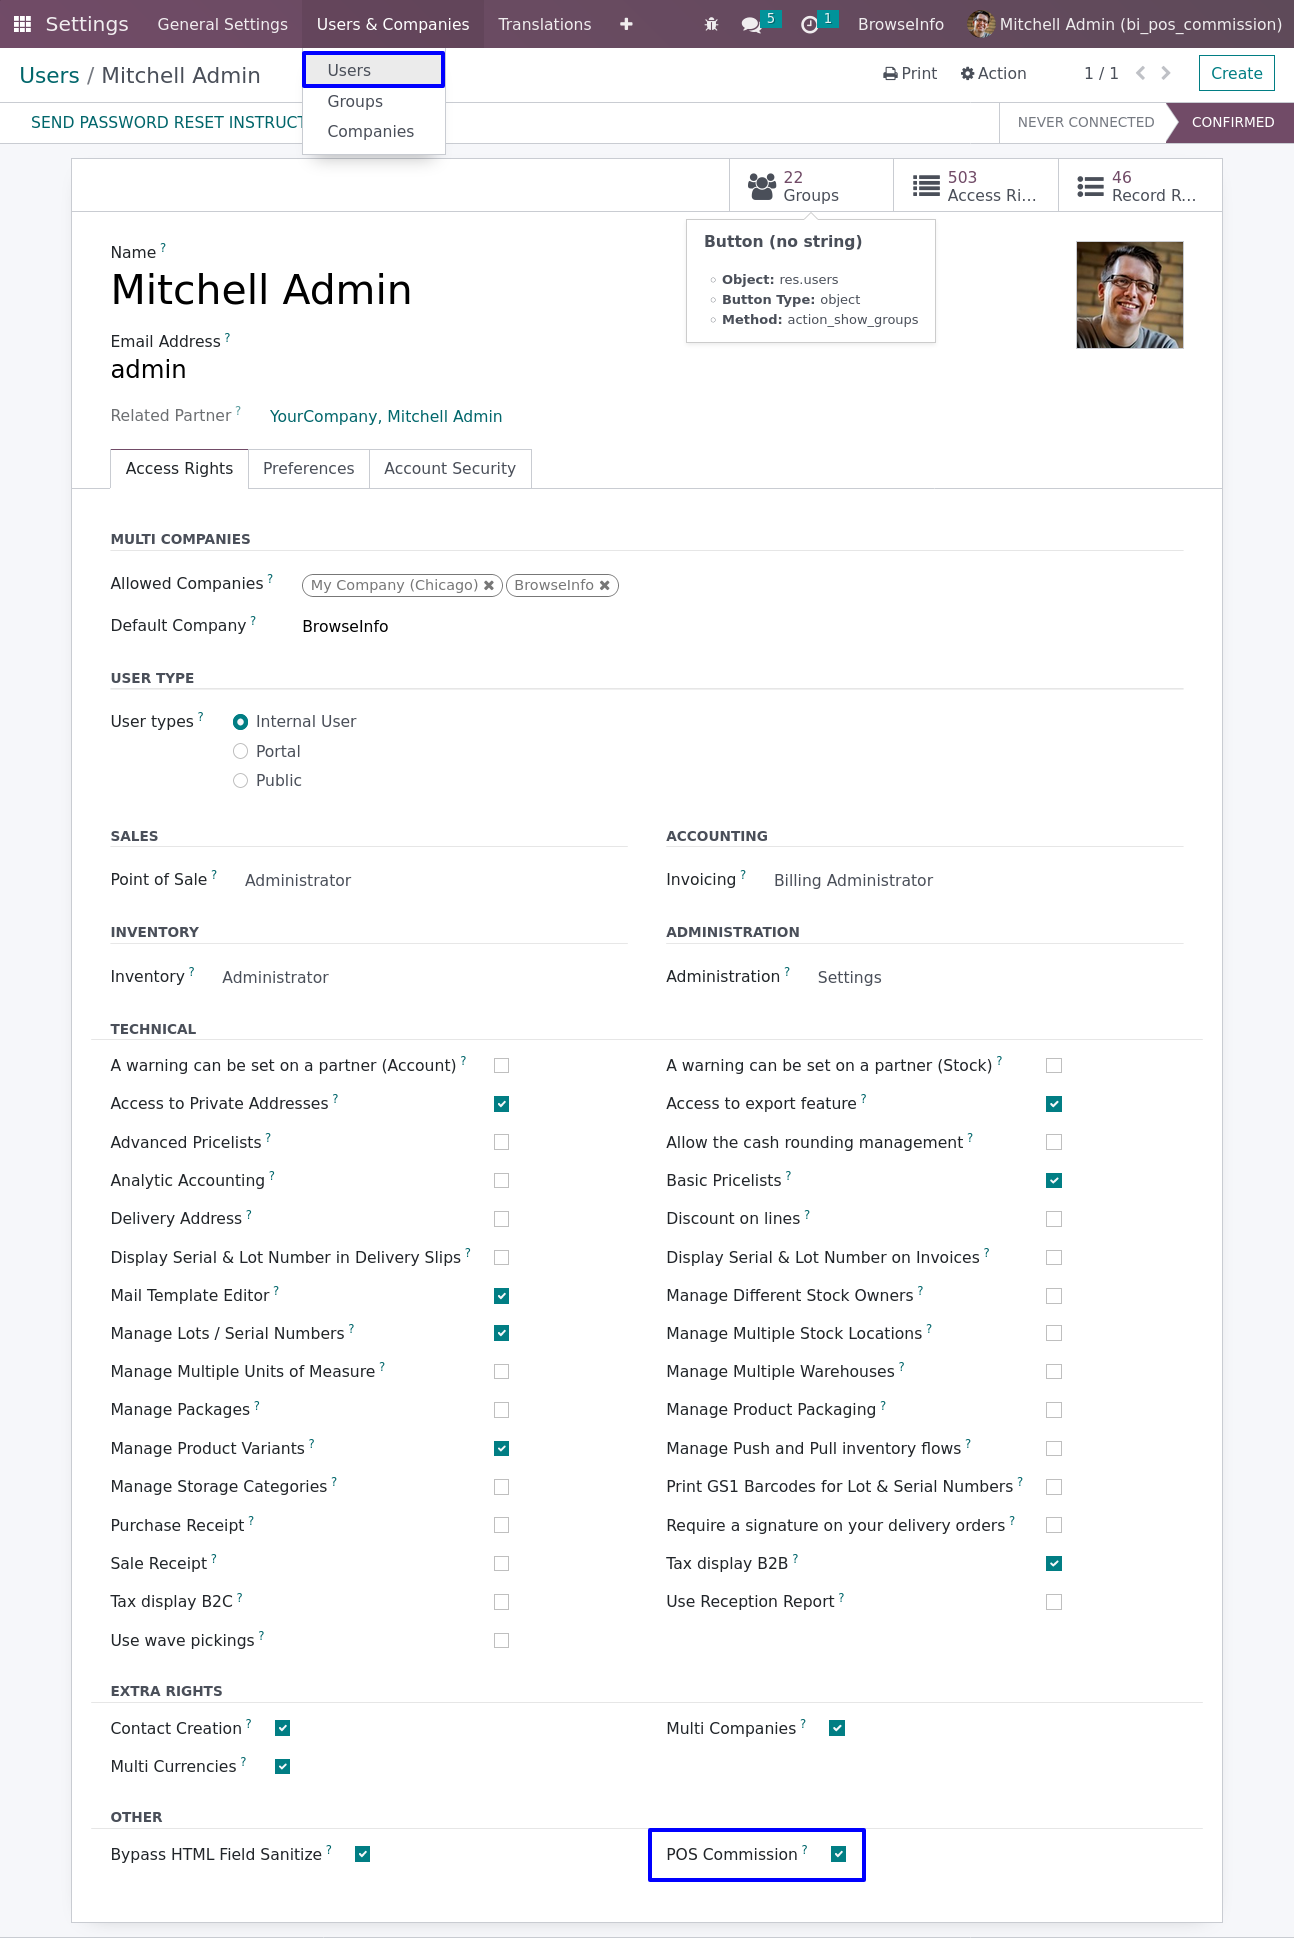 Settings General Settings Users & Companies Translations 5 1 BrowseInfo Mitchell Admin (bi_pos_commission)
Users / Mitchell Admin Print Action 1 / 1 Create
Users
Groups
Companies
SEND PASSWORD RESET INSTRUCT NEVER CONNECTED CONFIRMED
22
Groups
503
Access Ri...
46
Record R...
Button (no string)
Object: res.users
Button Type: object
Method: action_show_groups
Name ?
Mitchell Admin
Email Address ?
admin
Related Partner ? YourCompany, Mitchell Admin
Access Rights Preferences Account Security
MULTI COMPANIES
Allowed Companies ? My Company (Chicago) BrowseInfo
Default Company ? BrowseInfo
USER TYPE
User types ? Internal User
Portal
Public
SALES ACCOUNTING
Point of Sale ? Administrator Invoicing ? Billing Administrator
INVENTORY ADMINISTRATION
Inventory ? Administrator Administration ? Settings
TECHNICAL
A warning can be set on a partner (Account) ? A warning can be set on a partner (Stock) ?
Access to Private Addresses ? Access to export feature ?
Advanced Pricelists ? Allow the cash rounding management ?
Analytic Accounting ? Basic Pricelists ?
Delivery Address ? Discount on lines ?
Display Serial & Lot Number in Delivery Slips ? Display Serial & Lot Number on Invoices ?
Mail Template Editor ? Manage Different Stock Owners ?
Manage Lots / Serial Numbers ? Manage Multiple Stock Locations ?
Manage Multiple Units of Measure ? Manage Multiple Warehouses ?
Manage Packages ? Manage Product Packaging ?
Manage Product Variants ? Manage Push and Pull inventory flows ?
Manage Storage Categories ? Print GS1 Barcodes for Lot & Serial Numbers ?
Purchase Receipt ? Require a signature on your delivery orders ?
Sale Receipt ? Tax display B2B ?
Tax display B2C ? Use Reception Report ?
Use wave pickings ?
EXTRA RIGHTS
Contact Creation ? Multi Companies ?
Multi Currencies ?
OTHER
Bypass HTML Field Sanitize ? POS Commission ?